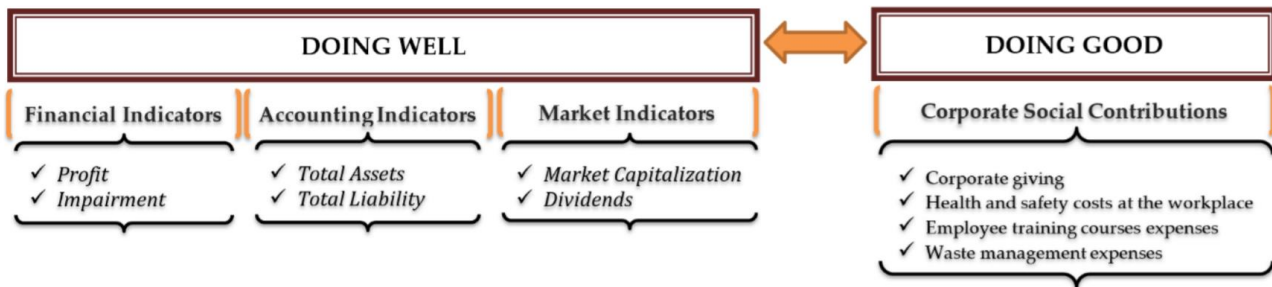 DOING WELL
DOING GOOD
Financial Indicators
Accounting Indicators
Market Indicators
Corporate Social Contributions
✓ Profit
✓ Impairment
✓ Total Assets
✓ Total Liability
✓ Market Capitalization
✓ Dividends
✓ Corporate giving
✓ Health and safety costs at the workplace
✓ Employee training courses expenses
✓ Waste management expenses